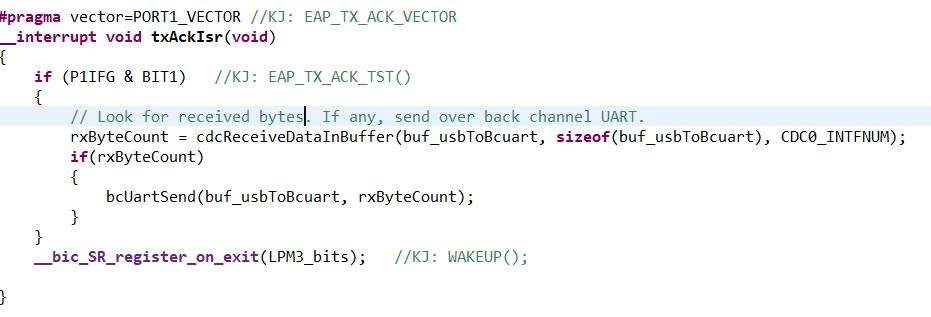 #pragma vector=PORT1_VECTOR //KJ: EAP_TX_ACK_VECTOR
__interrupt void txAckIsr(void)
{
    if (P1IFG & BIT1)   //KJ: EAP_TX_ACK_TST()
    {
        // Look for received bytes. If any, send over back channel UART.
        rxByteCount = cdcReceiveDataInBuffer(buf_usbToBcuart, sizeof(buf_usbToBcuart), CDC0_INTFNUM);
        if(rxByteCount)
        {
            bcUartSend(buf_usbToBcuart, rxByteCount);
        }
    }
    __bic_SR_register_on_exit(LPM3_bits);   //KJ: WAKEUP();
}